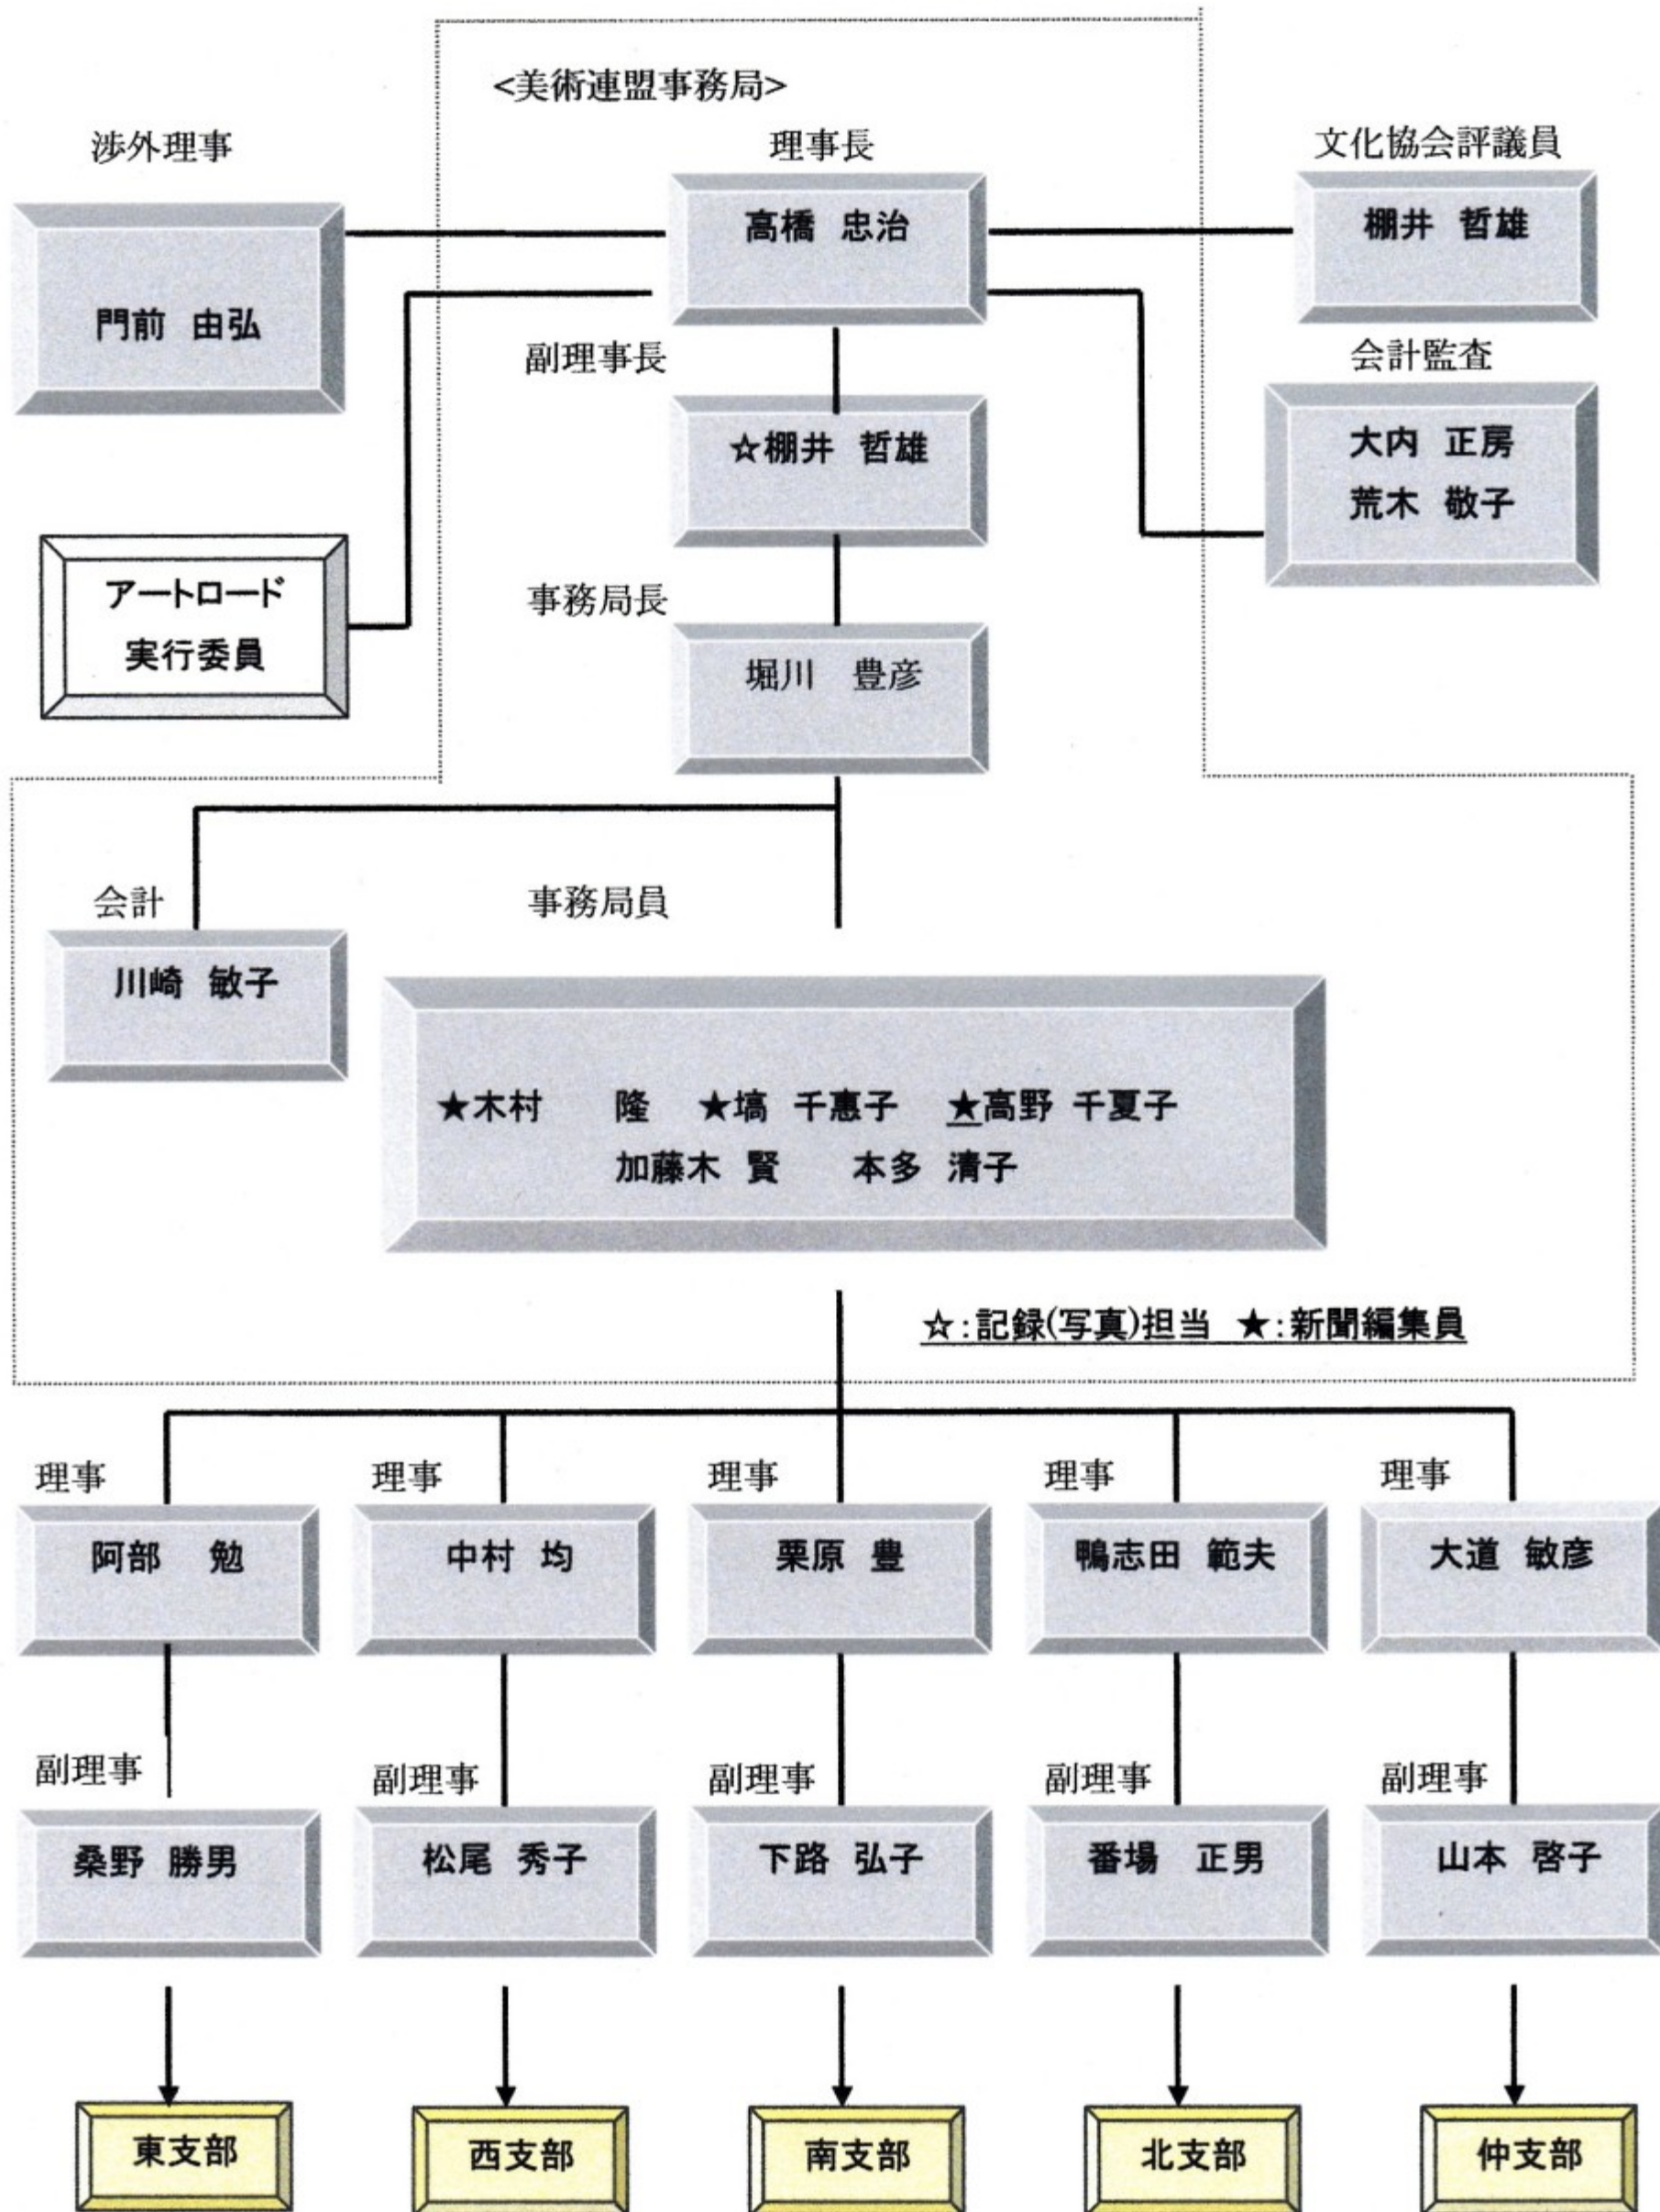 <美術連盟事務局>
渉外理事
理事長
文化協会評議員
門前 由弘
高橋 忠治
棚井 哲雄
副理事長
会計監査
☆棚井 哲雄
大内 正房
荒木 敬子
アートロード
実行委員
事務局長
堀川 豊彦
会計
事務局員
川崎 敏子
★木村 隆 ★塙 千惠子 ★高野 千夏子
加藤木 賢 本多 清子
☆:記録(写真)担当 ★:新聞編集員
理事 理事 理事 理事 理事
阿部 勉 中村 均 栗原 豊 鴨志田 範夫 大道 敏彦
副理事 副理事 副理事 副理事 副理事
桑野 勝男 松尾 秀子 下路 弘子 番場 正男 山本 啓子
東支部 西支部 南支部 北支部 仲支部